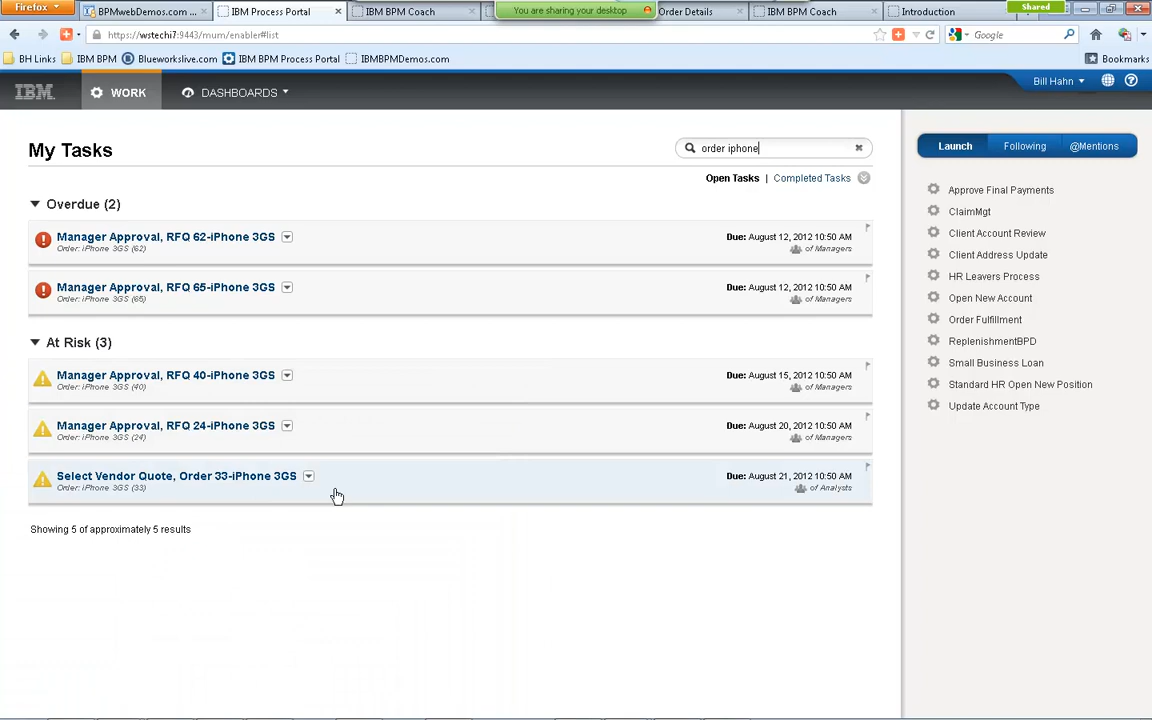 Firefox
BPMwebDemos.com ...
IBM Process Portal
IBM BPM Coach
You are sharing your desktop
Order Details
IBM BPM Coach
Introduction
Shared
https://wstechi7:9443/mum/enabler#list
Google
BH Links
IBM BPM
Blueworkslive.com
IBM BPM Process Portal
IBMBPMDemos.com
Bookmarks
IBM
WORK
DASHBOARDS
Bill Hahn
My Tasks
order iphone
Open Tasks | Completed Tasks
Overdue (2)
Manager Approval, RFQ 62-iPhone 3GS
Order: iPhone 3GS (62)
Due: August 12, 2012 10:50 AM
of Managers
Manager Approval, RFQ 65-iPhone 3GS
Order: iPhone 3GS (65)
Due: August 12, 2012 10:50 AM
of Managers
At Risk (3)
Manager Approval, RFQ 40-iPhone 3GS
Order: iPhone 3GS (40)
Due: August 15, 2012 10:50 AM
of Managers
Manager Approval, RFQ 24-iPhone 3GS
Order: iPhone 3GS (24)
Due: August 20, 2012 10:50 AM
of Managers
Select Vendor Quote, Order 33-iPhone 3GS
Order: iPhone 3GS (33)
Due: August 21, 2012 10:50 AM
of Analysts
Showing 5 of approximately 5 results
Launch
Following
@Mentions
Approve Final Payments
ClaimMgt
Client Account Review
Client Address Update
HR Leavers Process
Open New Account
Order Fulfillment
ReplenishmentBPD
Small Business Loan
Standard HR Open New Position
Update Account Type